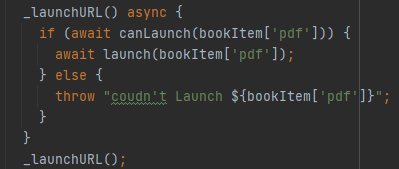 _launchURL() async {
  if (await canLaunch(bookItem['pdf'])) {
    await launch(bookItem['pdf']);
  } else {
    throw "coudn't Launch ${bookItem['pdf']}";
  }
}
_launchURL();